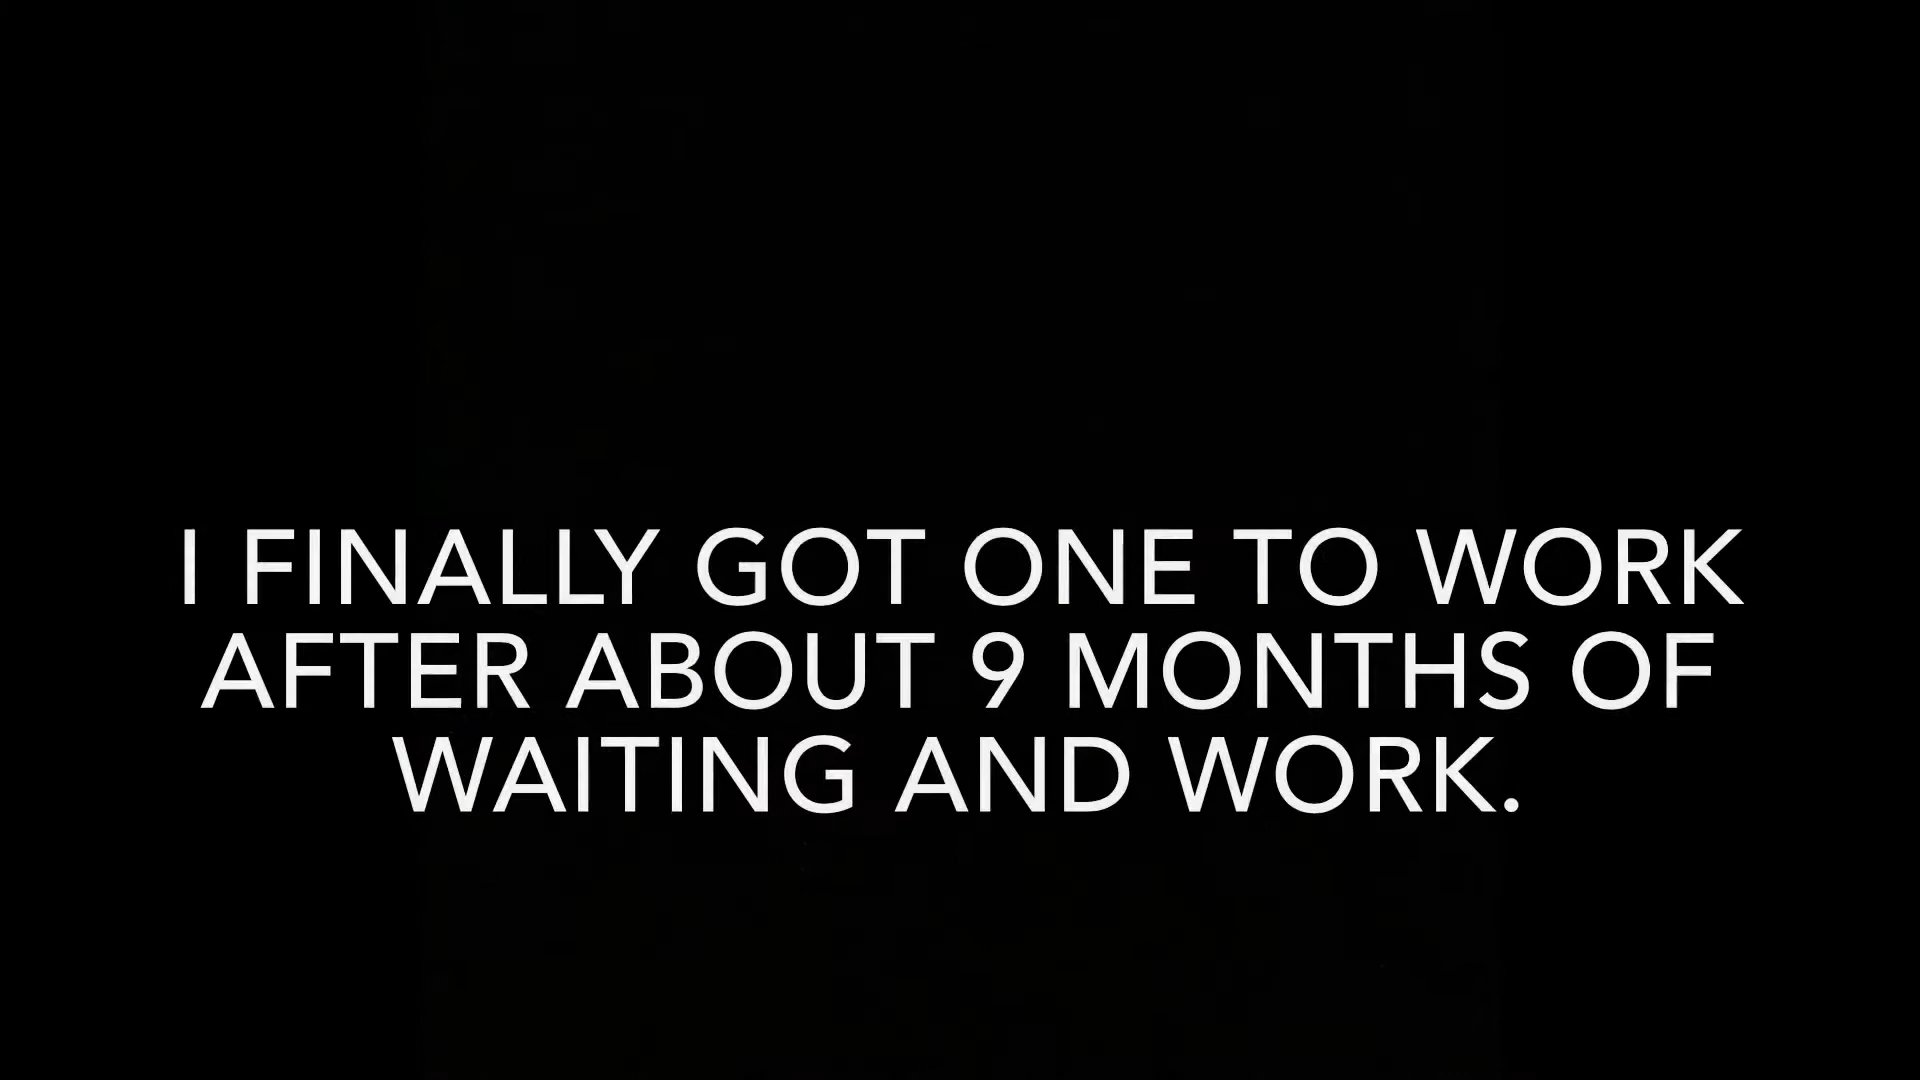 I FINALLY GOT ONE TO WORK
AFTER ABOUT 9 MONTHS OF
WAITING AND WORK.